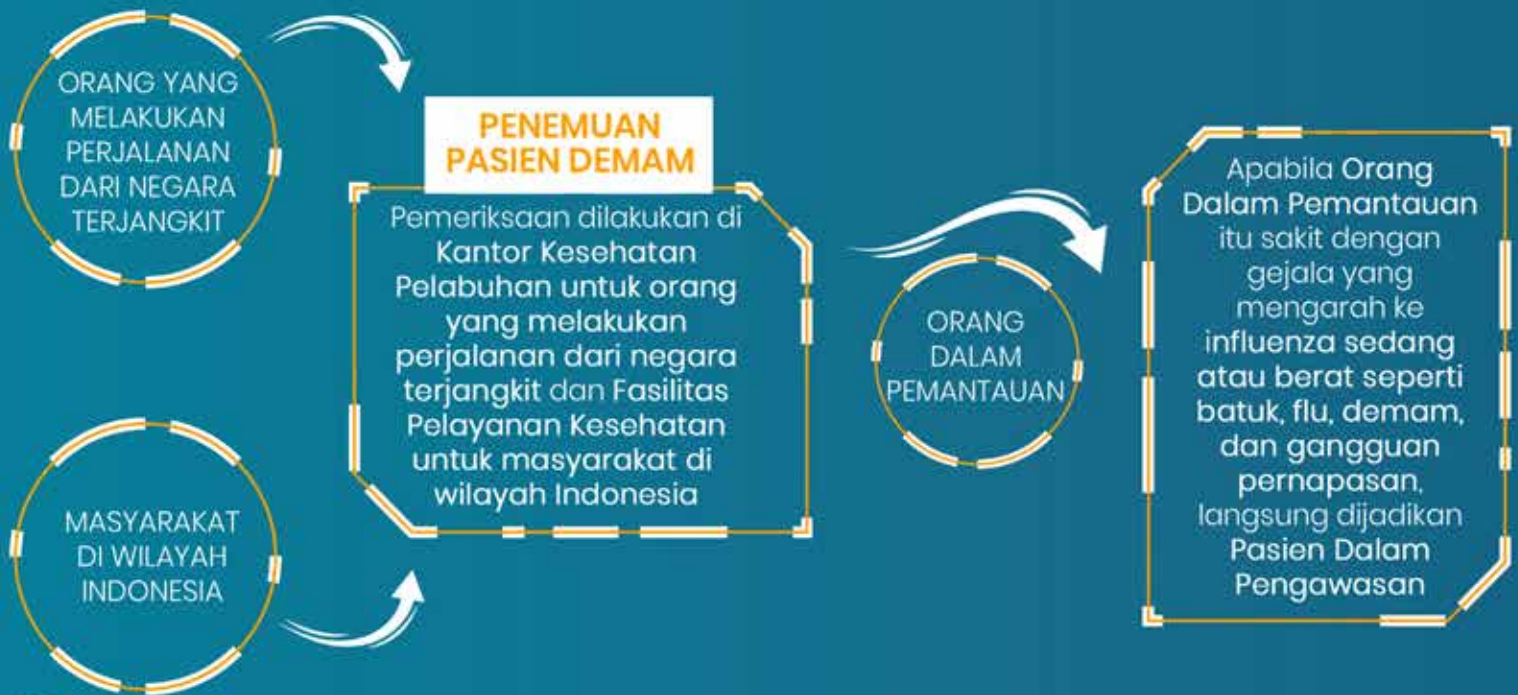 ORANG YANG
MELAKUKAN
PERJALANAN
DARI NEGARA
TERJANGKIT
MASYARAKAT
DI WILAYAH
INDONESIA
PENEMUAN
PASIEN DEMAM
Pemeriksaan dilakukan di
Kantor Kesehatan
Pelabuhan untuk orang
yang melakukan
perjalanan dari negara
terjangkit dan Fasilitas
Pelayanan Kesehatan
untuk masyarakat di
wilayah Indonesia
ORANG
DALAM
PEMANTAUAN
Apabila Orang
Dalam Pemantauan
itu sakit dengan
gejala yang
mengarah ke
influenza sedang
atau berat seperti
batuk, flu, demam,
dan gangguan
pernapasan,
langsung dijadikan
Pasien Dalam
Pengawasan